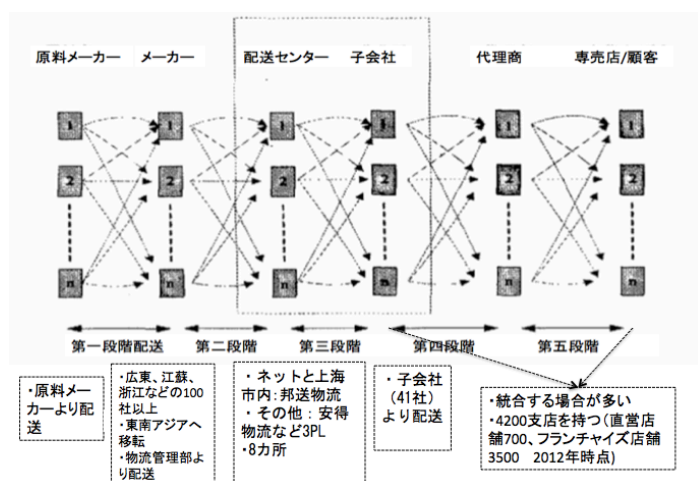 原料メーカー メーカー 配送センター 子会社 代理商 専売店/顧客
1 1 1 1 1 1
2 2 2 2 2 2
n n n n n n
第一段階配送 第二段階 第三段階 第四段階 第五段階
・原料メー
カーより配
送
・広東、江蘇、
浙江などの100
社以上
・東南アジアへ
移転
・物流管理部よ
り配送
・ネットと上海
市内：邦送物流
・その他：安得
物流など3PL
・8カ所
・子会社
（41社）
より配送
・統合する場合が多い
・4200支店を持つ（直営店
舗700、フランチャイズ店舗
3500 2012年時点)